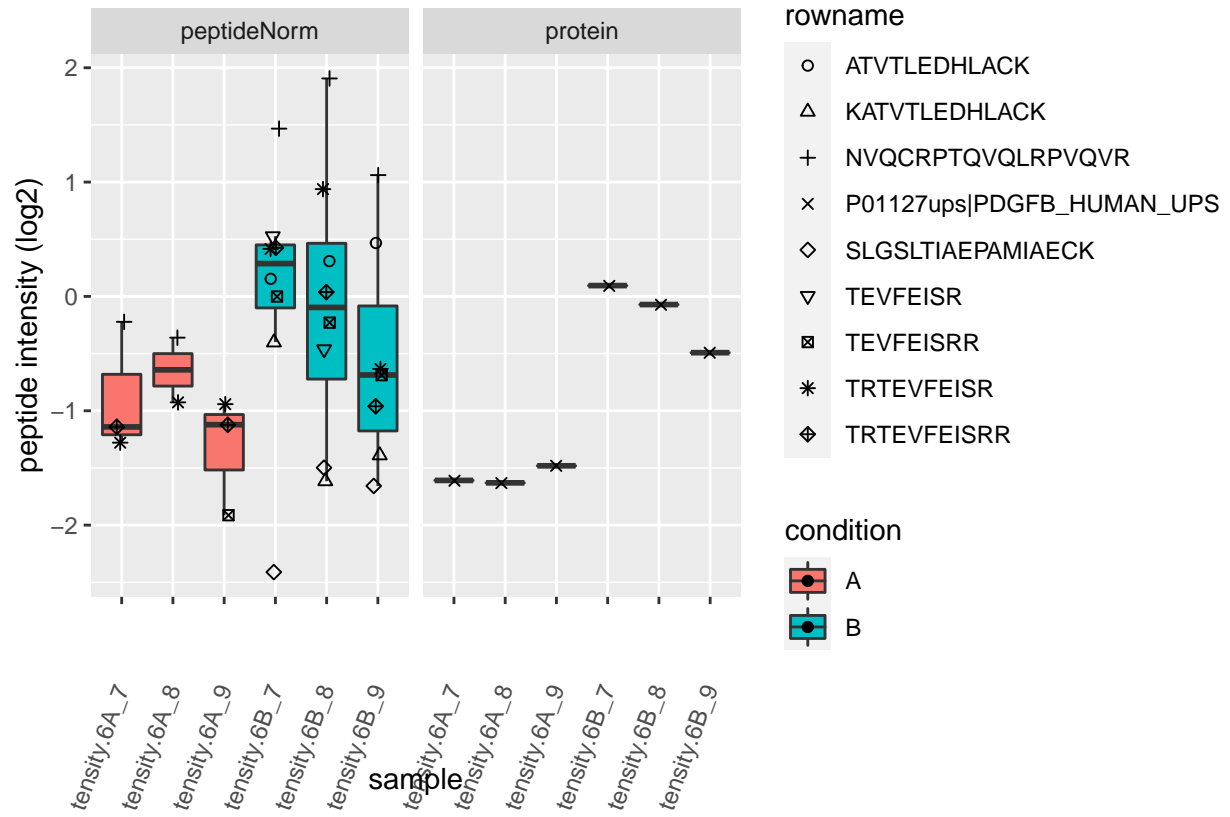 peptideNorm
protein
peptide intensity (log2)
2
1
0
−1
−2
tensity.6A_7
tensity.6A_8
tensity.6A_9
tensity.6B_7
tensity.6B_8
tensity.6B_9
tensity.6A_7
tensity.6A_8
tensity.6A_9
tensity.6B_7
tensity.6B_8
tensity.6B_9
sample
rowname
ATVTLEDHLACK
KATVTLEDHLACK
NVQCRPTQVQLRPVQVR
P01127ups|PDGFB_HUMAN_UPS
SLGSLTIAEPAMIAECK
TEVFEISR
TEVFEISRR
TRTEVFEISR
TRTEVFEISRR
condition
A
B